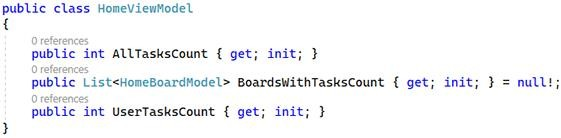 public class HomeViewModel
{
0 references
public int AllTasksCount { get; init; }
0 references
public List<HomeBoardModel> BoardsWithTasksCount { get; init; } = null!;
0 references
public int UserTasksCount { get; init; }
}